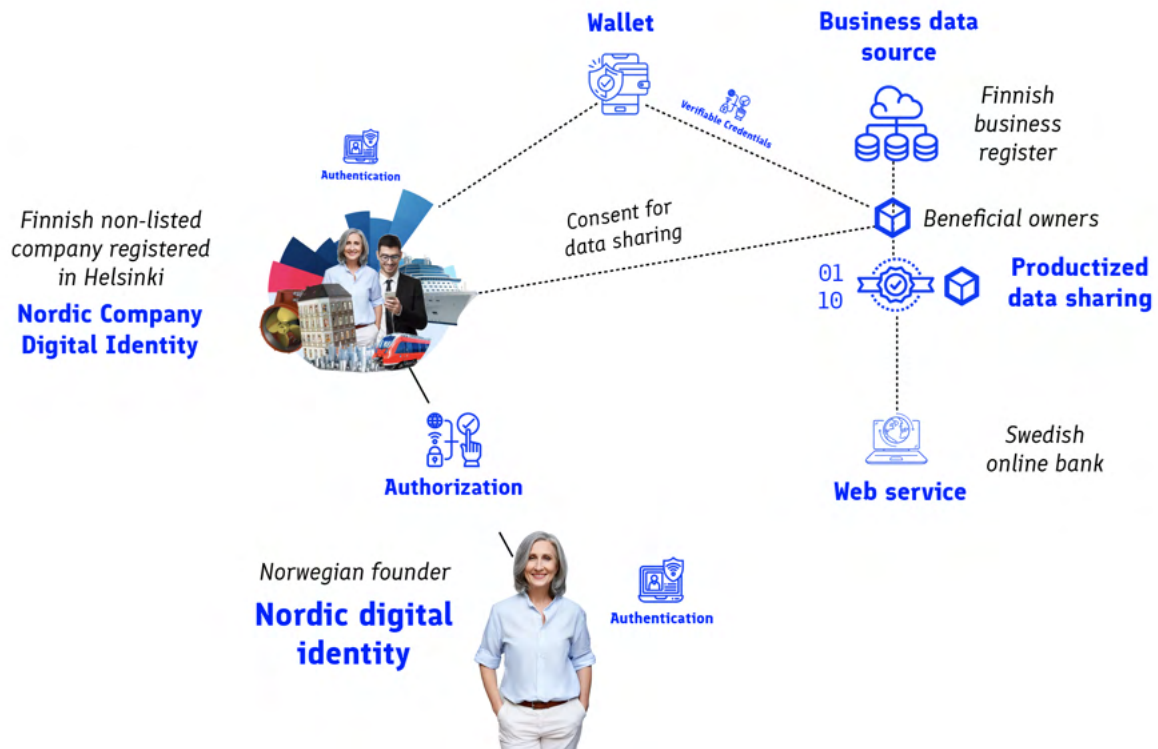 Wallet
Business data
source
Finnish
business
register
Verifiable Credentials
Authentication
Finnish non-listed
company registered
in Helsinki
Nordic Company
Digital Identity
Consent for
data sharing
Beneficial owners
01
10
Productized
data sharing
Authorization
Swedish
online bank
Web service
Norwegian founder
Nordic digital
identity
Authentication